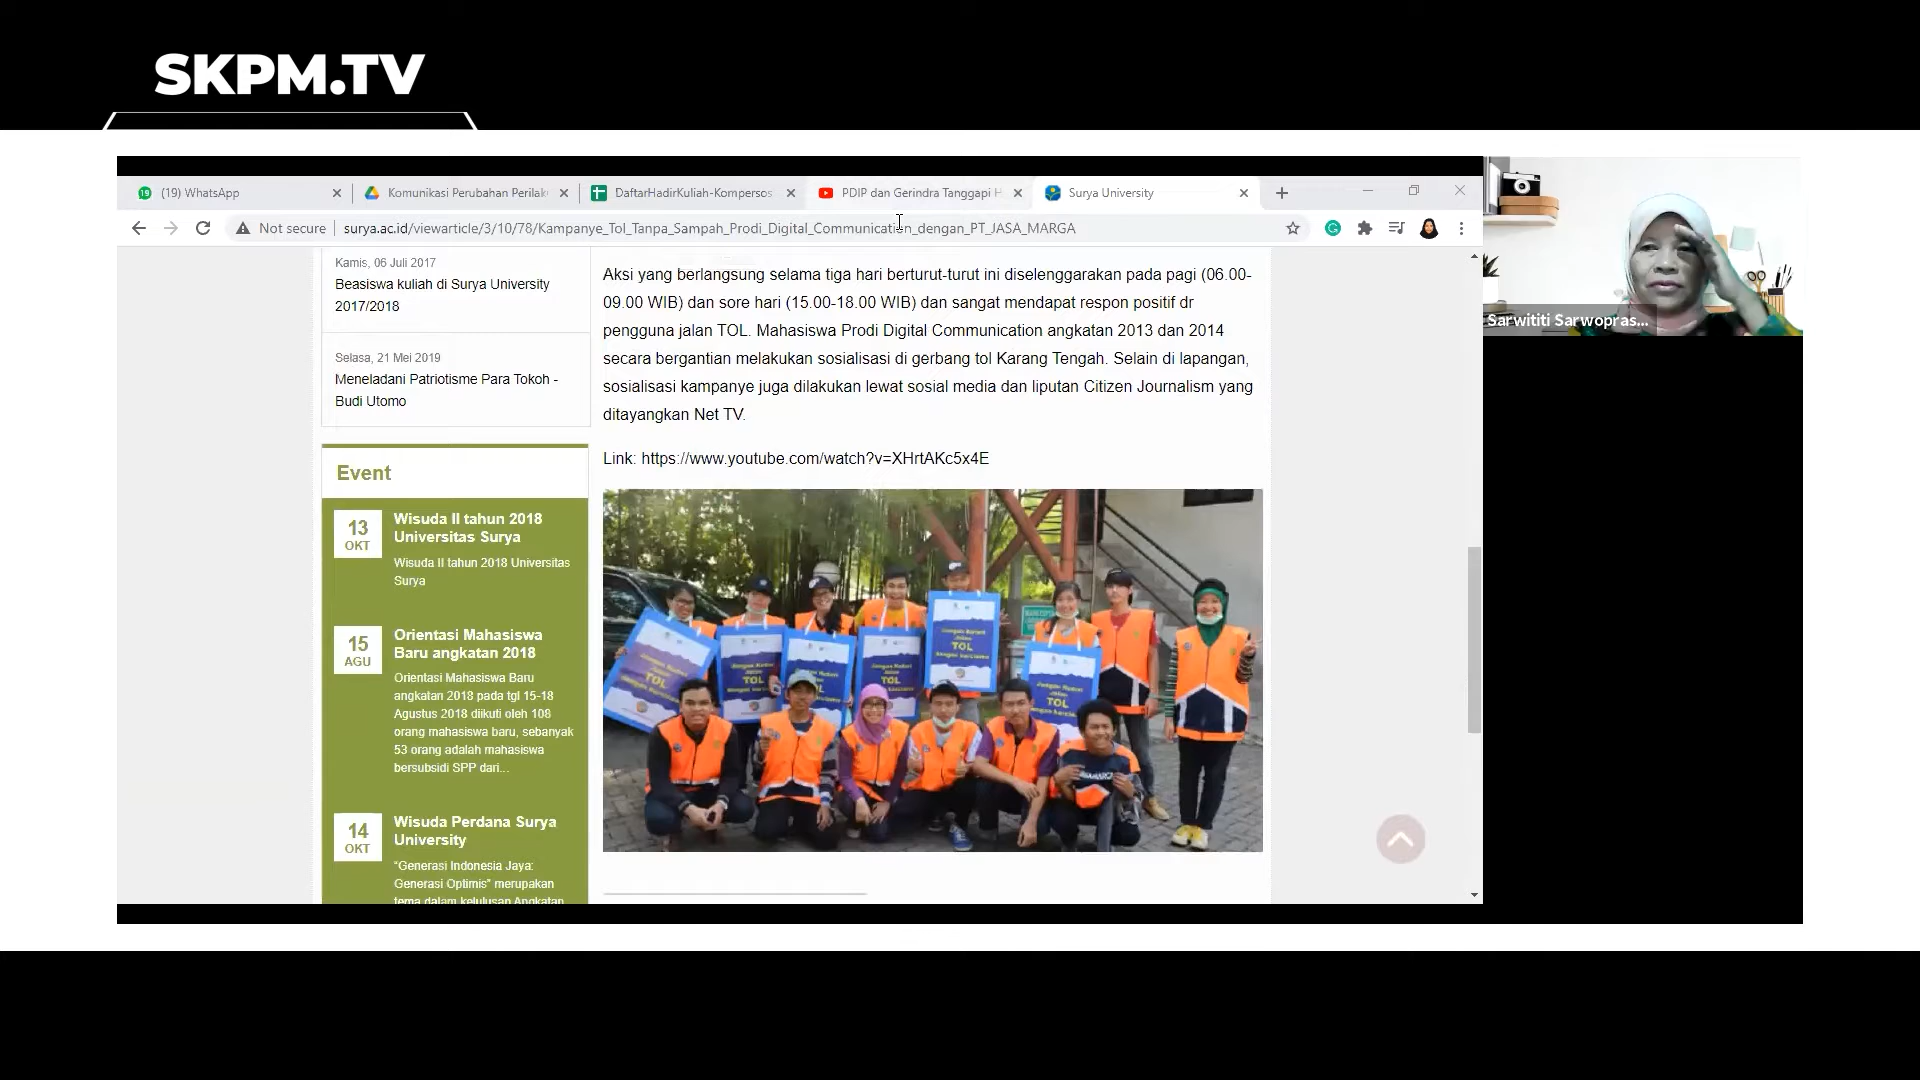 SKPM.TV
(19) WhatsApp
Komunikasi Perubahan Perilak
DaftarHadirKuliah-Kompersos
PDIP dan Gerindra Tanggapi H
Surya University
Not secure
surya.ac.id/viewarticle/3/10/78/Kampanye_Tol_Tanpa_Sampah_Prodi_Digital_Communication_dengan_PT_JASA_MARGA
Sarwititi Sarwopras...
Kamis, 06 Juli 2017
Beasiswa kuliah di Surya University
2017/2018
Selasa, 21 Mei 2019
Meneladani Patriotisme Para Tokoh -
Budi Utomo
Event
13
OKT
Wisuda II tahun 2018
Universitas Surya
Wisuda II tahun 2018 Universitas
Surya
15
AGU
Orientasi Mahasiswa
Baru angkatan 2018
Orientasi Mahasiswa Baru
angkatan 2018 pada tgl 15-18
Agustus 2018 diikuti oleh 108
orang mahasiswa baru, sebanyak
53 orang adalah mahasiswa
bersubsidi SPP dari...
14
OKT
Wisuda Perdana Surya
University
"Generasi Indonesia Jaya:
Generasi Optimis" merupakan
tema dalam kelulusan Angkatan
Aksi yang berlangsung selama tiga hari berturut-turut ini diselenggarakan pada pagi (06.00-
09.00 WIB) dan sore hari (15.00-18.00 WIB) dan sangat mendapat respon positif dr
pengguna jalan TOL. Mahasiswa Prodi Digital Communication angkatan 2013 dan 2014
secara bergantian melakukan sosialisasi di gerbang tol Karang Tengah. Selain di lapangan,
sosialisasi kampanye juga dilakukan lewat sosial media dan liputan Citizen Journalism yang
ditayangkan Net TV.
Link: https://www.youtube.com/watch?v=XHrtAKc5x4E
Jangan Kotori
Jalan
TOL